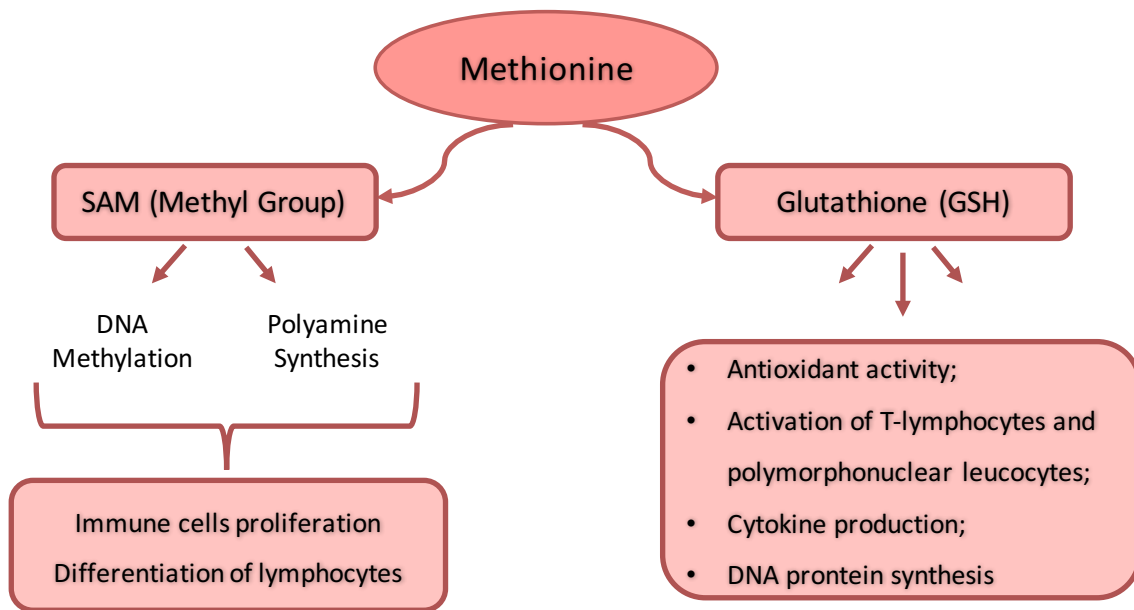 Methionine
SAM (Methyl Group)
Glutathione (GSH)
DNA
Methylation
Polyamine
Synthesis
Immune cells proliferation
Differentiation of lymphocytes
• Antioxidant activity;
• Activation of T-lymphocytes and
polymorphonuclear leucocytes;
• Cytokine production;
• DNA prontein synthesis